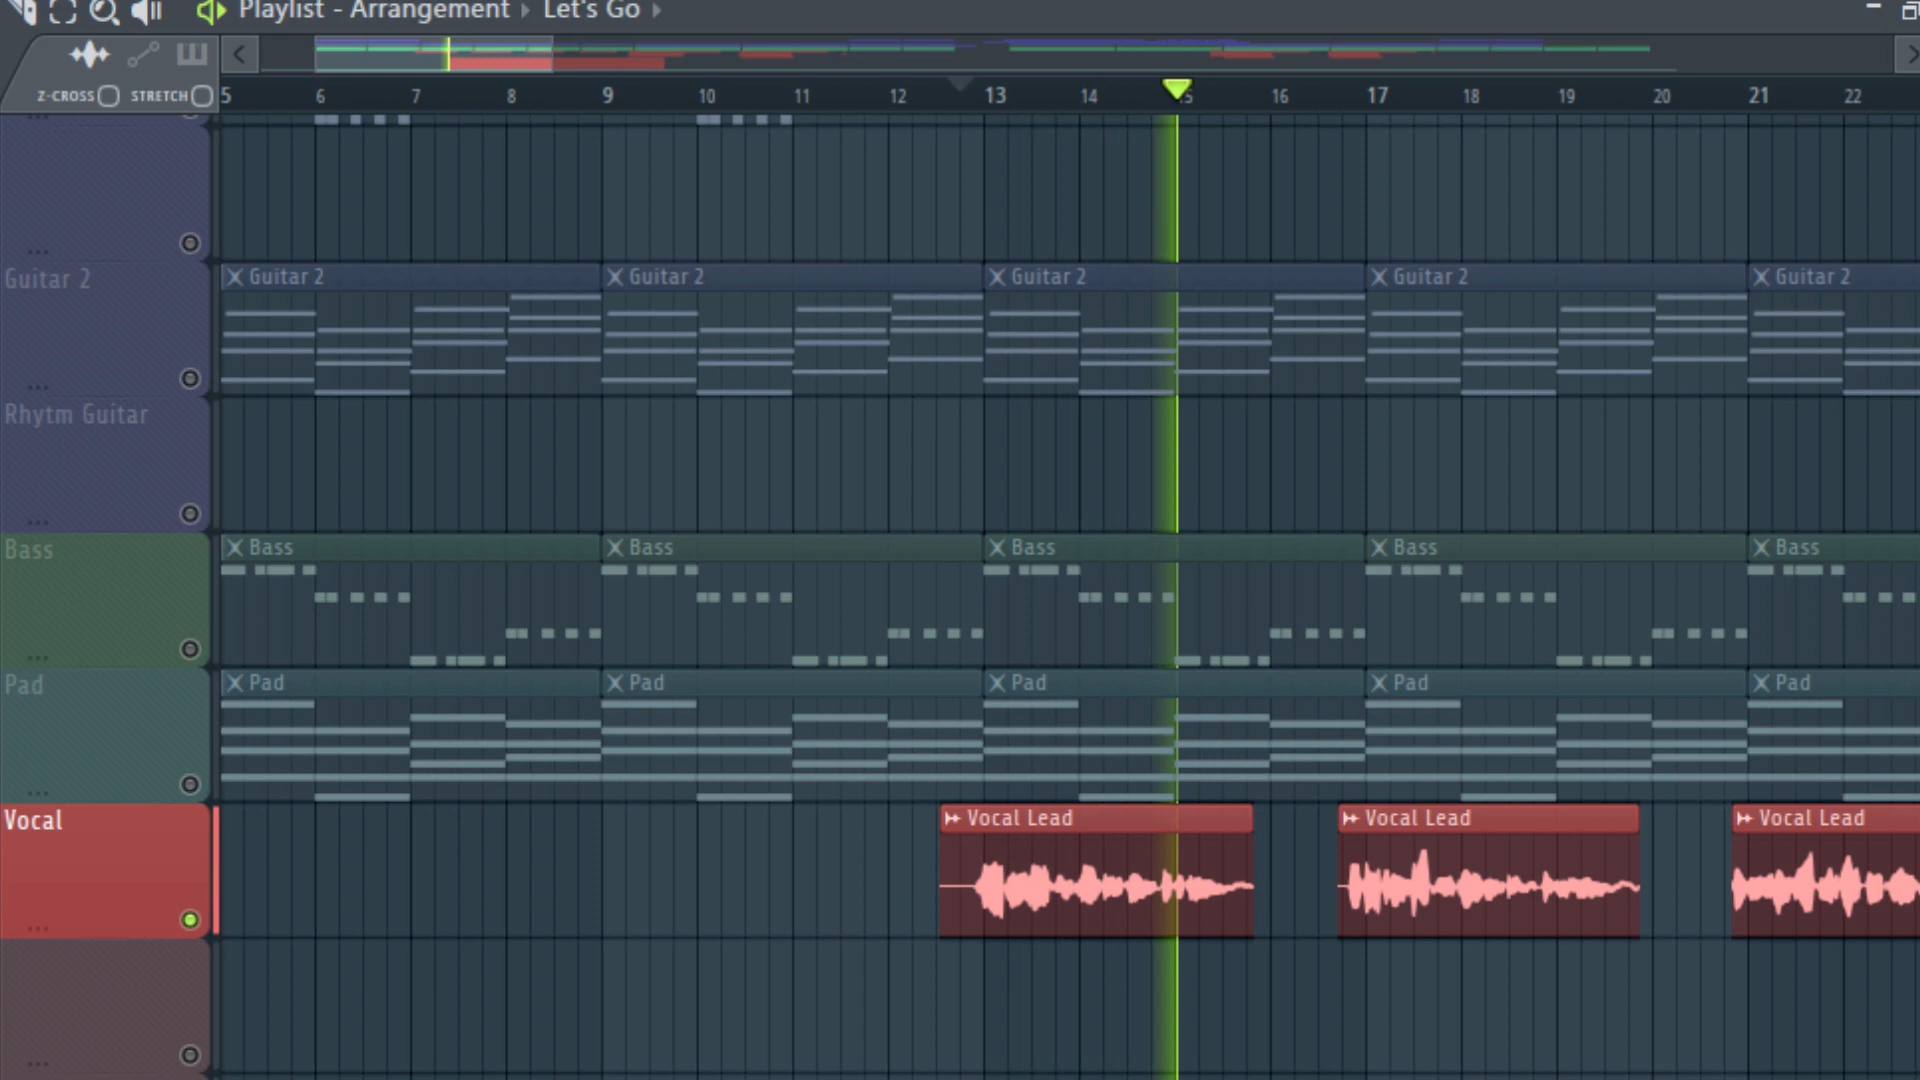 Playlist - Arrangement › Let's Go ›
Z-CROSS STRETCH 5 6 7 8 9 10 11 12 13 14 15 16 17 18 19 20 21 22
Guitar 2 Guitar 2 Guitar 2 Guitar 2 Guitar 2 Guitar 2
Rhytm Guitar
Bass Bass Bass Bass Bass Bass
Pad Pad Pad Pad Pad Pad
Vocal Vocal Lead Vocal Lead Vocal Lead